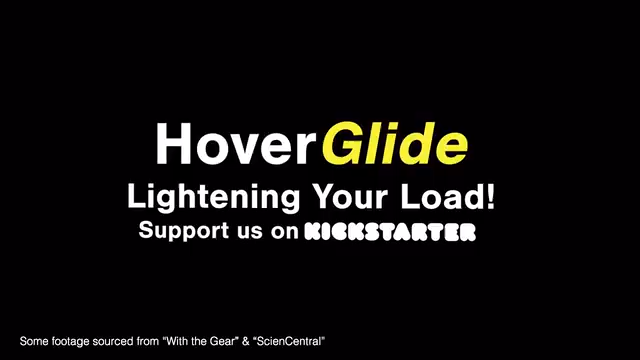 HoverGlide
Lightening Your Load!
Support us on KICKSTARTER
Some footage sourced from “With the Gear” & “ScienCentral”